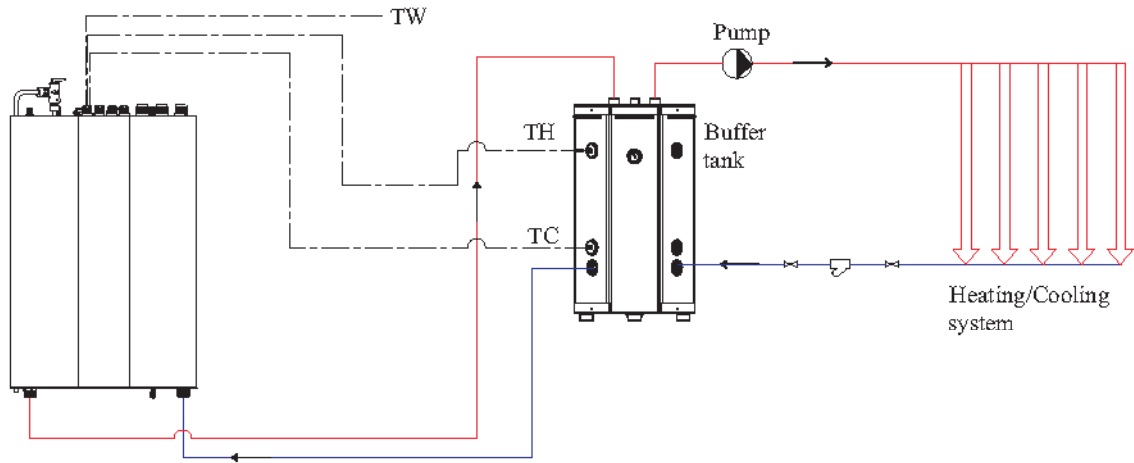 TW
Pump
TH
Buffer
tank
TC
Heating/Cooling
system